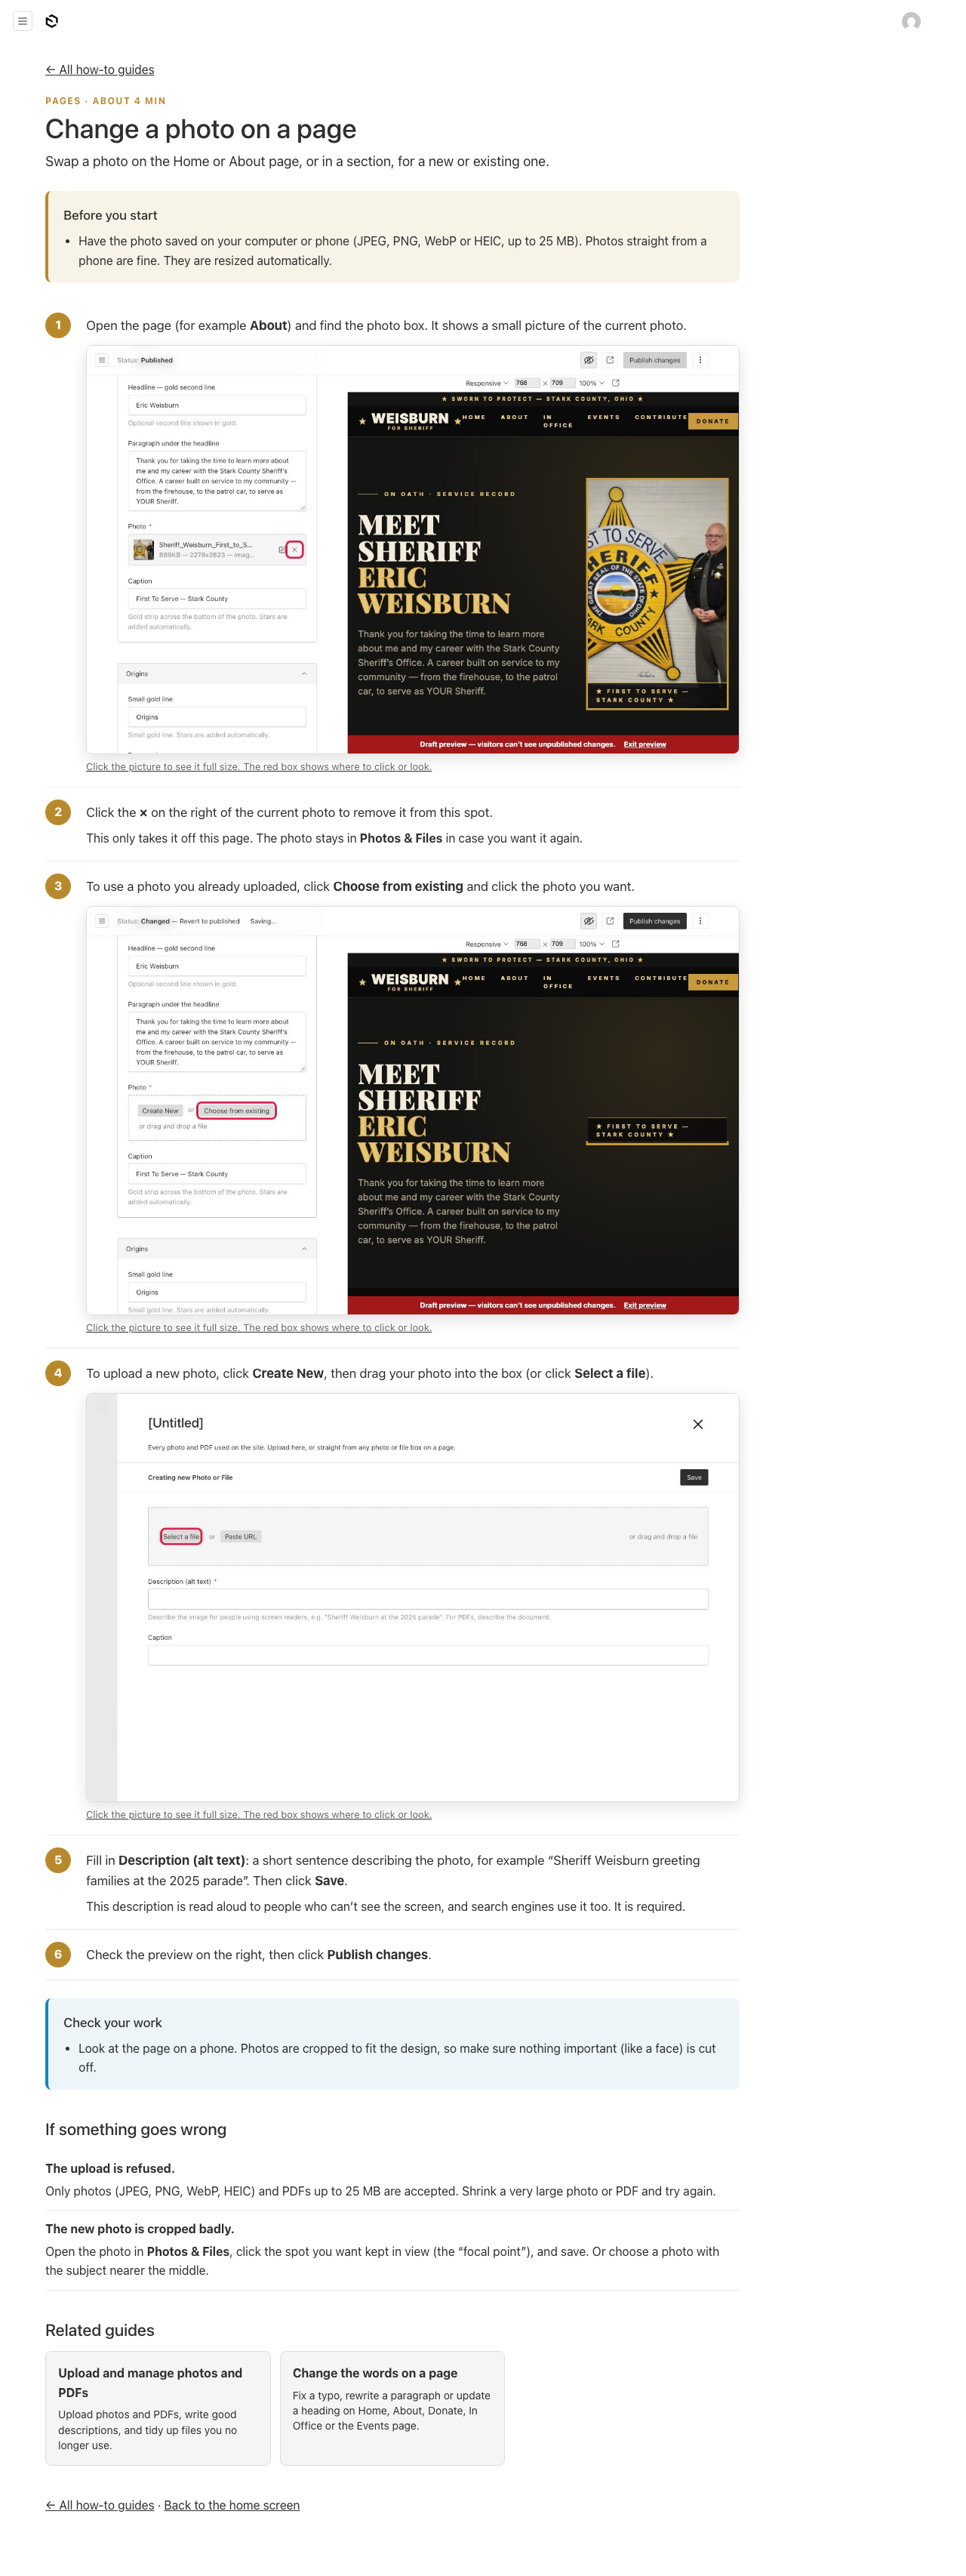 ← All how-to guides
PAGES · ABOUT 4 MIN
Change a photo on a page
Swap a photo on the Home or About page, or in a section, for a new or existing one.
Before you start
• Have the photo saved on your computer or phone (JPEG, PNG, WebP or HEIC, up to 25 MB). Photos straight from a
phone are fine. They are resized automatically.
1
Open the page (for example About) and find the photo box. It shows a small picture of the current photo.
Status: Published
Publish changes
Headline — gold second line
Eric Weisburn
Optional second line shown in gold.
Paragraph under the headline
Thank you for taking the time to learn more about
me and my career with the Stark County Sheriff's
Office. A career built on service to my community —
from the firehouse, to the patrol car, to serve as
YOUR Sheriff.
Photo *
Sheriff_Weisburn_First_to_S...
889KB — 2278x2623 — imag...
Caption
First To Serve — Stark County
Gold strip across the bottom of the photo. Stars are
added automatically.
Origins
Small gold line
Origins
Small gold line. Stars are added automatically.
Responsive 768 × 709 100%
★ SWORN TO PROTECT — STARK COUNTY, OHIO ★
★ WEISBURN ★
FOR SHERIFF
HOME ABOUT IN OFFICE EVENTS CONTRIBUTE DONATE
ON OATH · SERVICE RECORD
MEET
SHERIFF
ERIC
WEISBURN
Thank you for taking the time to learn more
about me and my career with the Stark County
Sheriff's Office. A career built on service to my
community — from the firehouse, to the patrol
car, to serve as YOUR Sheriff.
ST TO SERVE
SHERIFF
THE GREAT SEAL OF THE STATE OF OHIO
ARK COUNTY
★ FIRST TO SERVE —
STARK COUNTY ★
Draft preview — visitors can't see unpublished changes. Exit preview
Click the picture to see it full size. The red box shows where to click or look.
2
Click the × on the right of the current photo to remove it from this spot.
This only takes it off this page. The photo stays in Photos & Files in case you want it again.
3
To use a photo you already uploaded, click Choose from existing and click the photo you want.
Status: Changed — Revert to published Saving...
Publish changes
Headline — gold second line
Eric Weisburn
Optional second line shown in gold.
Paragraph under the headline
Thank you for taking the time to learn more about
me and my career with the Stark County Sheriff's
Office. A career built on service to my community —
from the firehouse, to the patrol car, to serve as
YOUR Sheriff.
Photo *
Create New or Choose from existing
or drag and drop a file
Caption
First To Serve — Stark County
Gold strip across the bottom of the photo. Stars are
added automatically.
Origins
Small gold line
Origins
Small gold line. Stars are added automatically.
Responsive 768 × 709 100%
★ SWORN TO PROTECT — STARK COUNTY, OHIO ★
★ WEISBURN ★
FOR SHERIFF
HOME ABOUT IN OFFICE EVENTS CONTRIBUTE DONATE
ON OATH · SERVICE RECORD
MEET
SHERIFF
ERIC
WEISBURN
Thank you for taking the time to learn more
about me and my career with the Stark County
Sheriff's Office. A career built on service to my
community — from the firehouse, to the patrol
car, to serve as YOUR Sheriff.
★ FIRST TO SERVE —
STARK COUNTY ★
Draft preview — visitors can't see unpublished changes. Exit preview
Click the picture to see it full size. The red box shows where to click or look.
4
To upload a new photo, click Create New, then drag your photo into the box (or click Select a file).
[Untitled]
Every photo and PDF used on the site. Upload here, or straight from any photo or file box on a page.
Creating new Photo or File
Save
Select a file or Paste URL or drag and drop a file
Description (alt text) *
Describe the image for people using screen readers, e.g. "Sheriff Weisburn at the 2025 parade". For PDFs, describe the document.
Caption
Click the picture to see it full size. The red box shows where to click or look.
5
Fill in Description (alt text): a short sentence describing the photo, for example “Sheriff Weisburn greeting
families at the 2025 parade”. Then click Save.
This description is read aloud to people who can’t see the screen, and search engines use it too. It is required.
6
Check the preview on the right, then click Publish changes.
Check your work
• Look at the page on a phone. Photos are cropped to fit the design, so make sure nothing important (like a face) is cut
off.
If something goes wrong
The upload is refused.
Only photos (JPEG, PNG, WebP, HEIC) and PDFs up to 25 MB are accepted. Shrink a very large photo or PDF and try again.
The new photo is cropped badly.
Open the photo in Photos & Files, click the spot you want kept in view (the “focal point”), and save. Or choose a photo with
the subject nearer the middle.
Related guides
Upload and manage photos and
PDFs
Upload photos and PDFs, write good
descriptions, and tidy up files you no
longer use.
Change the words on a page
Fix a typo, rewrite a paragraph or update
a heading on Home, About, Donate, In
Office or the Events page.
← All how-to guides · Back to the home screen